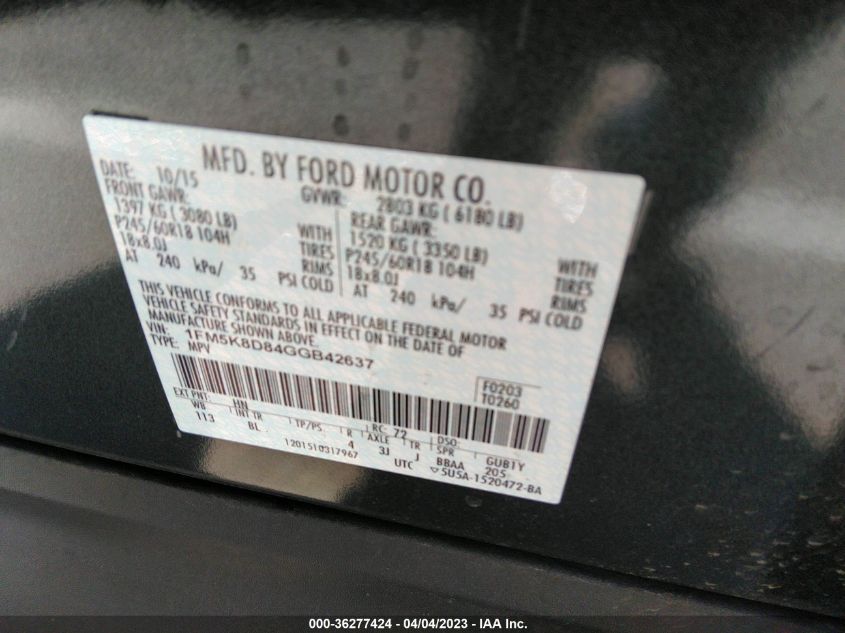 MFD. BY FORD MOTOR CO.
DATE: 10/15 GVWR: 2803 KG ( 6180 LB)
FRONT GAWR: REAR GAWR:
1397 KG ( 3080 LB) WITH 1520 KG ( 3350 LB) WITH
P245/60R18 104H TIRES P245/60R18 104H TIRES
18x8.0J RIMS 18x8.0J RIMS
AT 240 kPa/ 35 PSI COLD AT 240 kPa/ 35 PSI COLD
THIS VEHICLE CONFORMS TO ALL APPLICABLE FEDERAL MOTOR
VEHICLE SAFETY STANDARDS IN EFFECT ON THE DATE OF
MANUFACTURE SHOWN ABOVE.
VIN: 1FM5K8D84GGB42637
TYPE: MPV
F0203
T0260
EXT PNT: HN RC: 72 DSO:
WB INT TR TP/PS R AXLE TR SPR GUB1Y
113 BL 4 3J J BBAA 205
1201510317967 UTC 5USA-1520472-BA
000-36277424 - 04/04/2023 - IAA Inc.